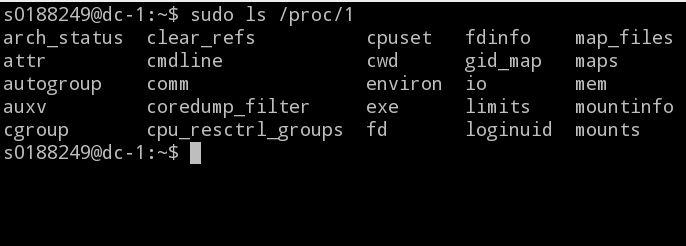 s0188249@dc-1:~$ sudo ls /proc/1
arch_status  clear_refs         cpuset   fdinfo    map_files
attr         cmdline            cwd      gid_map   maps
autogroup    comm               environ  io        mem
auxv         coredump_filter    exe      limits    mountinfo
cgroup       cpu_resctrl_groups  fd      loginuid  mounts
s0188249@dc-1:~$